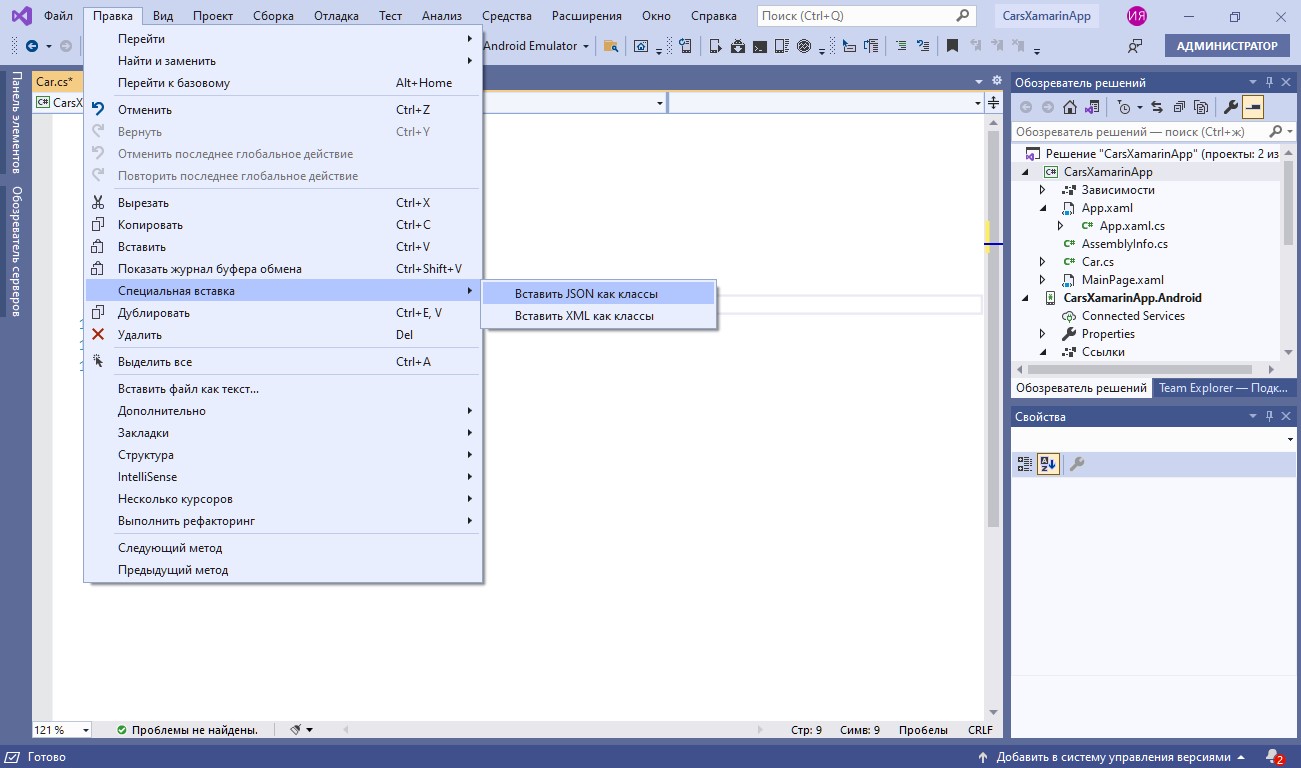 Файл Правка Вид Проект Сборка Отладка Тест Анализ Средства Расширения Окно Справка Поиск (Ctrl+Q) CarsXamarinApp ИЯ
Android Emulator АДМИНИСТРАТОР
Панель элементов
Обозреватель серверов
Car.cs*
C# CarsX
Перейти
Найти и заменить
Перейти к базовому Alt+Home
Отменить Ctrl+Z
Вернуть Ctrl+Y
Отменить последнее глобальное действие
Повторить последнее глобальное действие
Вырезать Ctrl+X
Копировать Ctrl+C
Вставить Ctrl+V
Показать журнал буфера обмена Ctrl+Shift+V
Специальная вставка
Дублировать Ctrl+E, V
Удалить Del
Выделить все Ctrl+A
Вставить файл как текст...
Дополнительно
Закладки
Структура
IntelliSense
Несколько курсоров
Выполнить рефакторинг
Следующий метод
Предыдущий метод
Вставить JSON как классы
Вставить XML как классы
Обозреватель решений
Обозреватель решений — поиск (Ctrl+ж)
Решение "CarsXamarinApp" (проекты: 2 из
C# CarsXamarinApp
Зависимости
App.xaml
C# App.xaml.cs
C# AssemblyInfo.cs
C# Car.cs
MainPage.xaml
CarsXamarinApp.Android
Connected Services
Properties
Ссылки
Обозреватель решений Team Explorer — Подк...
Свойства
121 % Проблемы не найдены. Стр: 9 Симв: 9 Пробелы CRLF
Готово Добавить в систему управления версиями 2